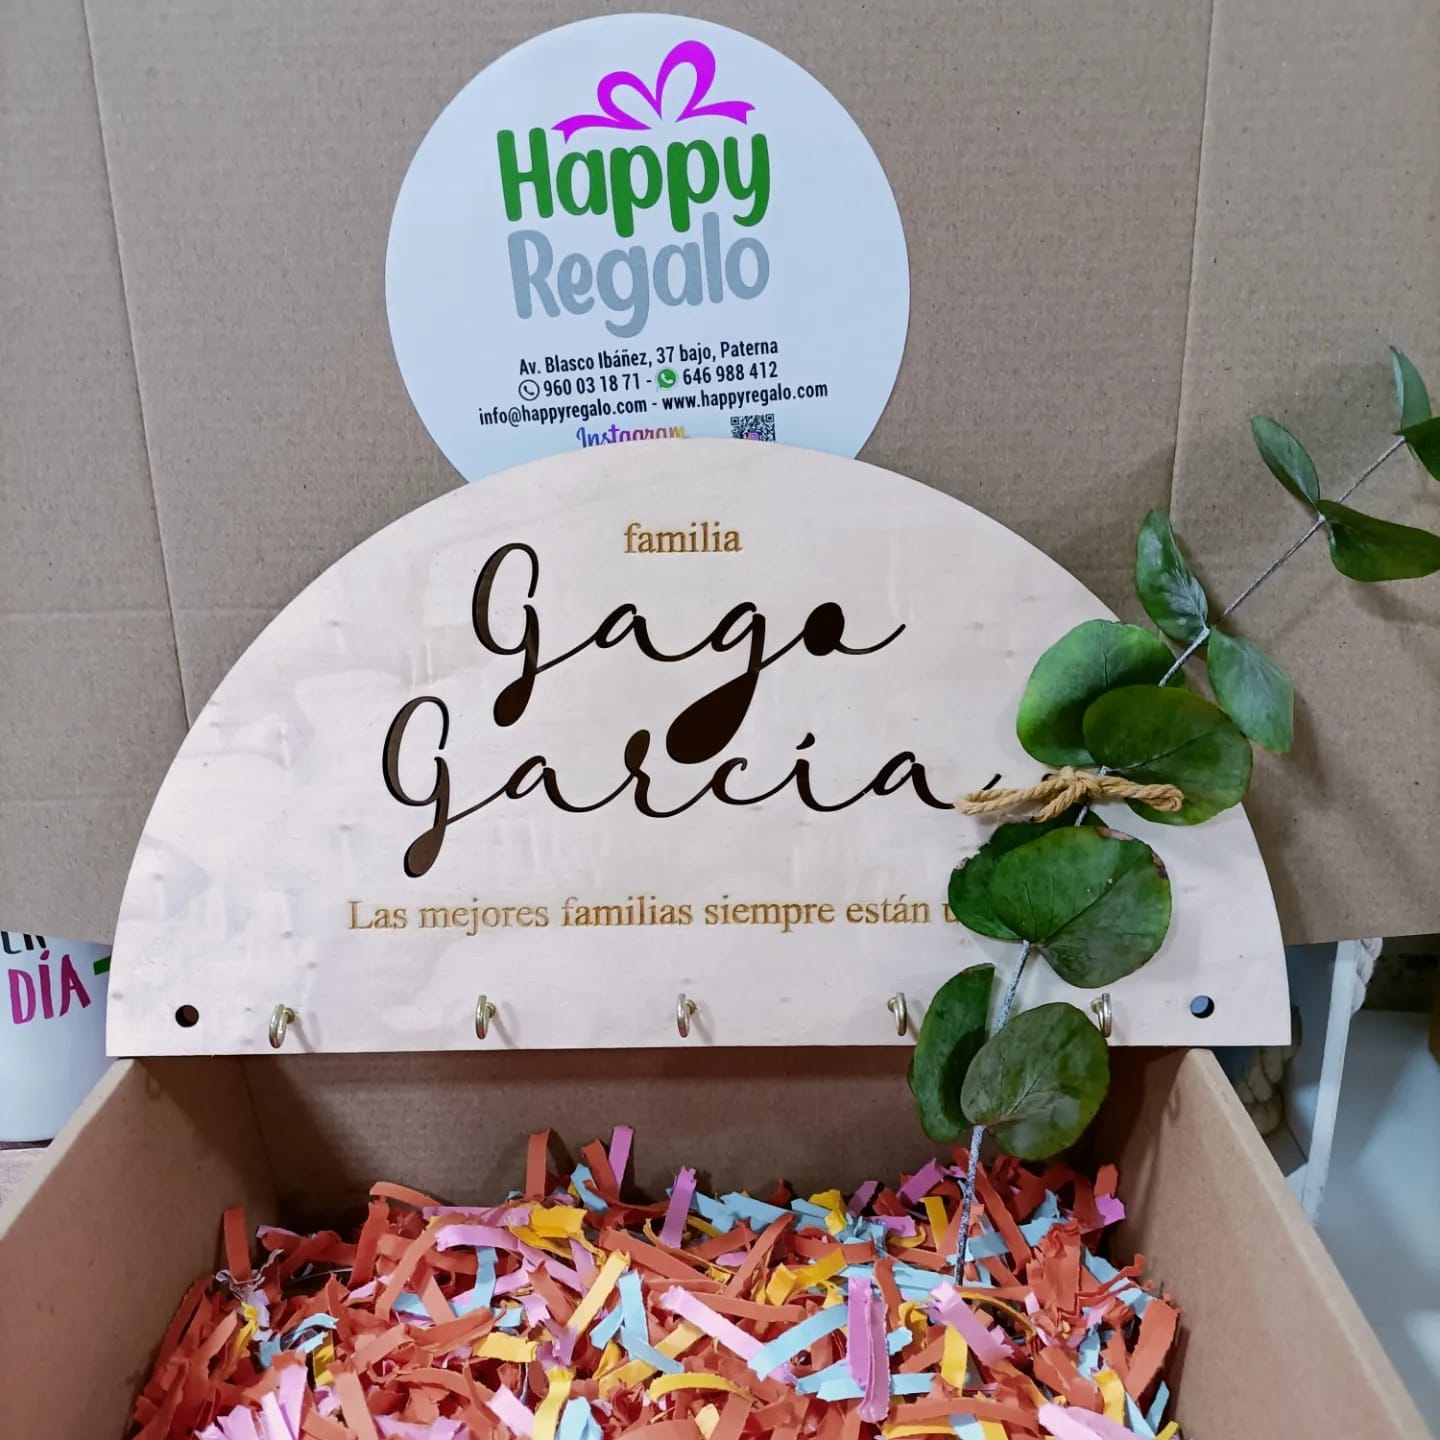 Happy
Regalo
Av. Blasco Ibáñez, 37 bajo, Paterna
960 03 18 71 - 646 988 412
info@happyregalo.com - www.happyregalo.com
Instagram
familia
Gago
García
Las mejores familias siempre están
DÍA